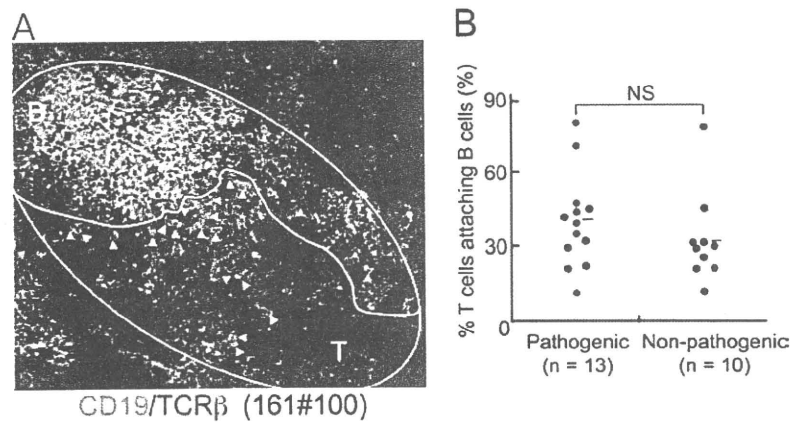 A
B
T
CD19/TCRβ (161#100)
B
NS
% T cells attaching B cells (%)
90
60
30
0
Pathogenic Non-pathogenic
(n = 13) (n = 10)